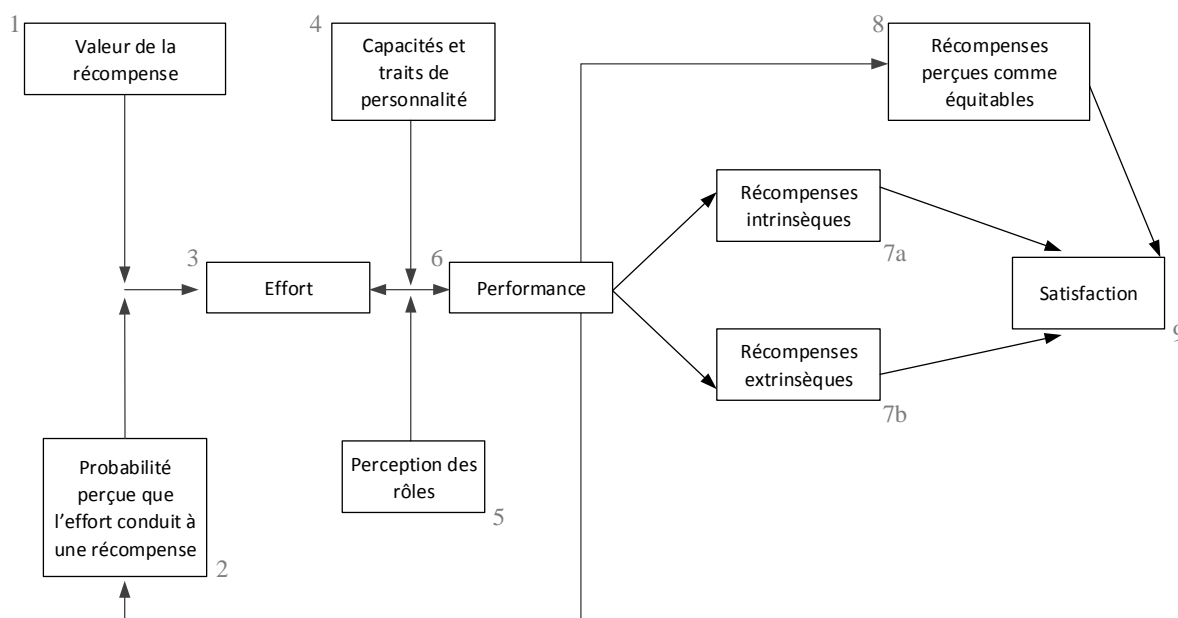 1
Valeur de la
récompense
4
Capacités et
traits de
personnalité
8
Récompenses
perçues comme
équitables
Récompenses
intrinsèques
7a
3
Effort
6
Performance
Satisfaction
9
Récompenses
extrinsèques
7b
Probabilité
perçue que
l'effort conduit à
une récompense
2
Perception des
rôles
5